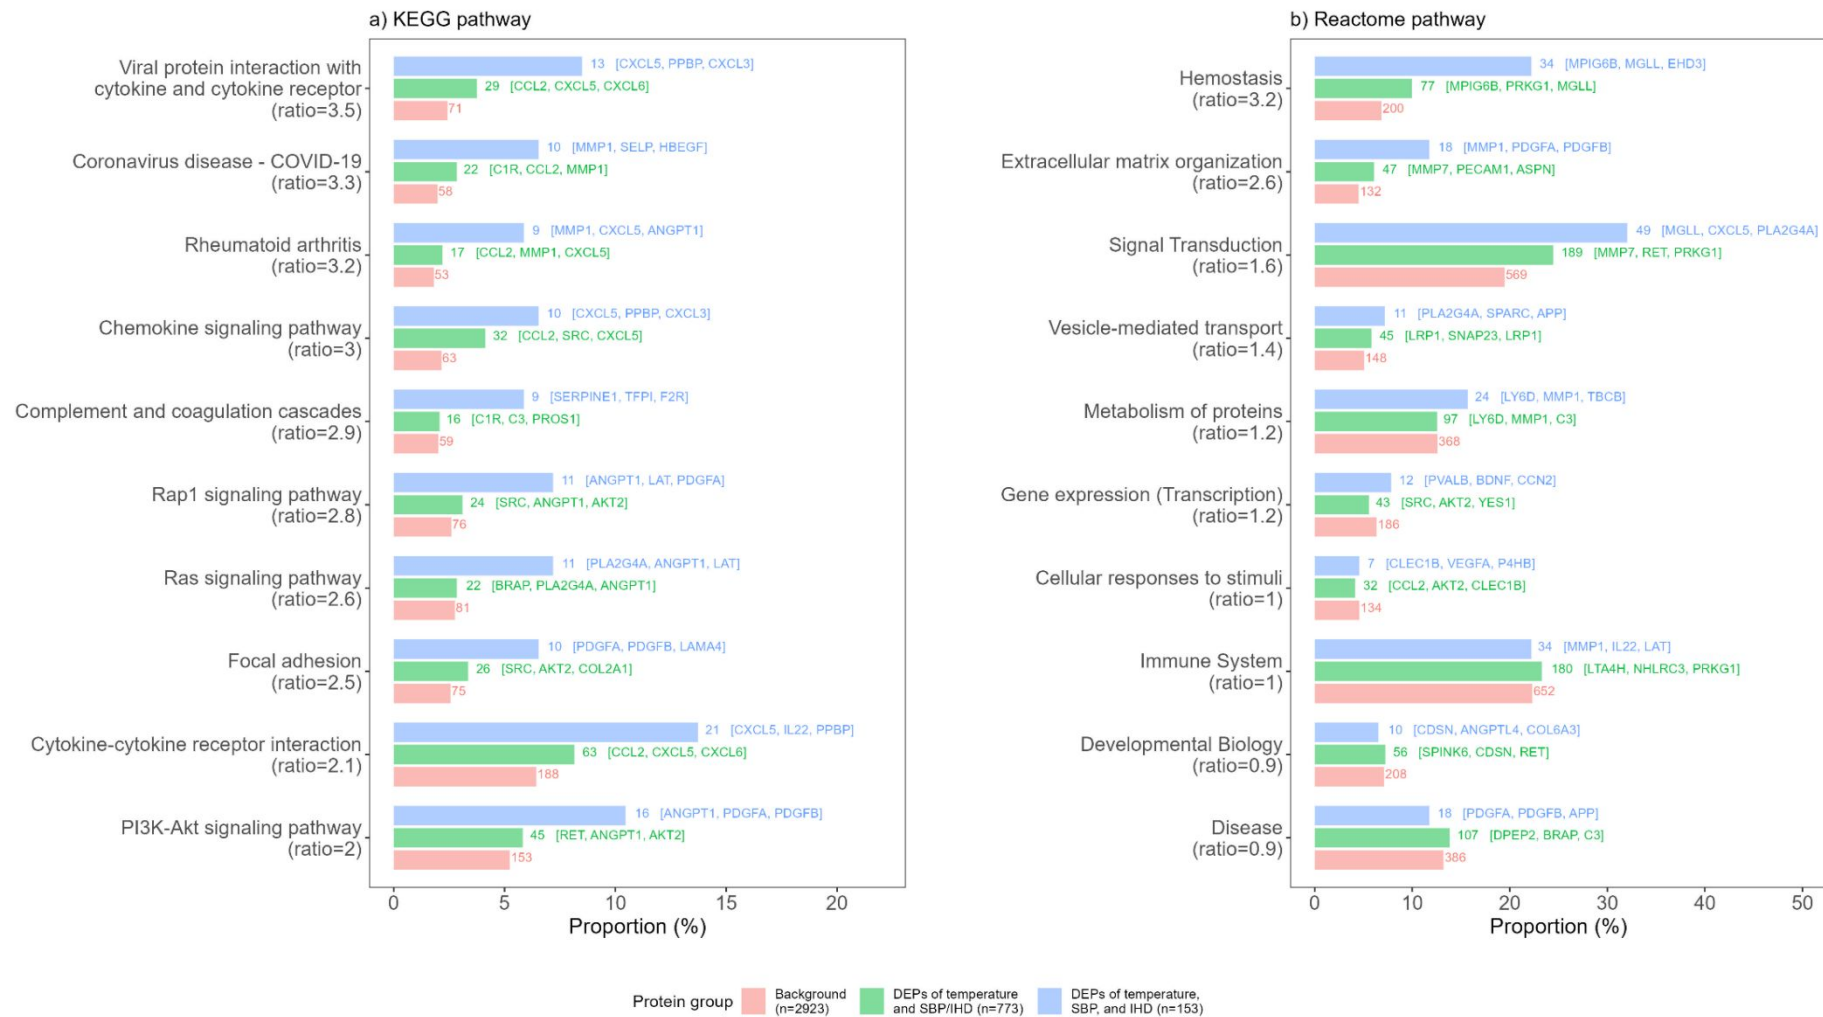 a) KEGG pathway
Viral protein interaction with
cytokine and cytokine receptor
(ratio=3.5)
13 [CXCL5, PPBP, CXCL3]
29 [CCL2, CXCL5, CXCL6]
71
Coronavirus disease - COVID-19
(ratio=3.3)
10 [MMP1, SELP, HBEGF]
22 [C1R, CCL2, MMP1]
58
Rheumatoid arthritis
(ratio=3.2)
9 [MMP1, CXCL5, ANGPT1]
17 [CCL2, MMP1, CXCL5]
53
Chemokine signaling pathway
(ratio=3)
10 [CXCL5, PPBP, CXCL3]
32 [CCL2, SRC, CXCL5]
63
Complement and coagulation cascades
(ratio=2.9)
9 [SERPINE1, TFPI, F2R]
16 [C1R, C3, PROS1]
59
Rap1 signaling pathway
(ratio=2.8)
11 [ANGPT1, LAT, PDGFA]
24 [SRC, ANGPT1, AKT2]
76
Ras signaling pathway
(ratio=2.6)
11 [PLA2G4A, ANGPT1, LAT]
22 [BRAP, PLA2G4A, ANGPT1]
81
Focal adhesion
(ratio=2.5)
10 [PDGFA, PDGFB, LAMA4]
26 [SRC, AKT2, COL2A1]
75
Cytokine-cytokine receptor interaction
(ratio=2.1)
21 [CXCL5, IL22, PPBP]
63 [CCL2, CXCL5, CXCL6]
188
PI3K-Akt signaling pathway
(ratio=2)
16 [ANGPT1, PDGFA, PDGFB]
45 [RET, ANGPT1, AKT2]
153
0 5 10 15 20
Proportion (%)
b) Reactome pathway
Hemostasis
(ratio=3.2)
34 [MPIG6B, MGLL, EHD3]
77 [MPIG6B, PRKG1, MGLL]
200
Extracellular matrix organization
(ratio=2.6)
18 [MMP1, PDGFA, PDGFB]
47 [MMP7, PECAM1, ASPN]
132
Signal Transduction
(ratio=1.6)
49 [MGLL, CXCL5, PLA2G4A]
189 [MMP7, RET, PRKG1]
569
Vesicle-mediated transport
(ratio=1.4)
11 [PLA2G4A, SPARC, APP]
45 [LRP1, SNAP23, LRP1]
148
Metabolism of proteins
(ratio=1.2)
24 [LY6D, MMP1, TBCB]
97 [LY6D, MMP1, C3]
368
Gene expression (Transcription)
(ratio=1.2)
12 [PVALB, BDNF, CCN2]
43 [SRC, AKT2, YES1]
186
Cellular responses to stimuli
(ratio=1)
7 [CLEC1B, VEGFA, P4HB]
32 [CCL2, AKT2, CLEC1B]
134
Immune System
(ratio=1)
34 [MMP1, IL22, LAT]
180 [LTA4H, NHLRC3, PRKG1]
652
Developmental Biology
(ratio=0.9)
10 [CDSN, ANGPTL4, COL6A3]
56 [SPINK6, CDSN, RET]
208
Disease
(ratio=0.9)
18 [PDGFA, PDGFB, APP]
107 [DPEP2, BRAP, C3]
386
0 10 20 30 40 50
Proportion (%)
Protein group
Background
(n=2923)
DEPs of temperature
and SBP/IHD (n=773)
DEPs of temperature,
SBP, and IHD (n=153)